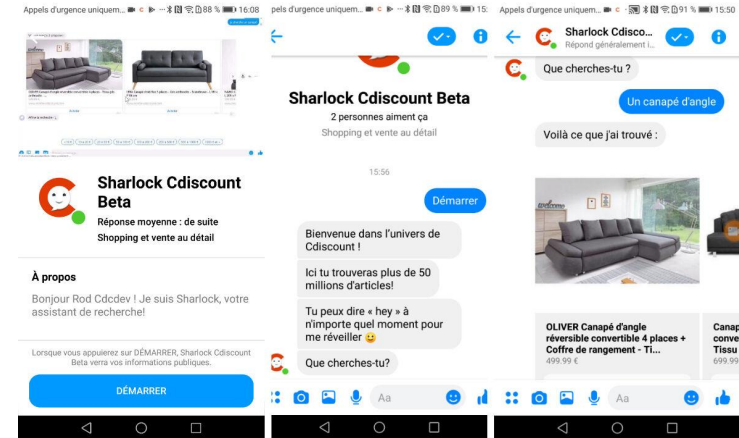 Appels d'urgence uniquem...
88 % 16:08
Sharlock Cdiscount
Beta
Réponse moyenne : de suite
Shopping et vente au détail
À propos
Bonjour Rod Cdcdev ! Je suis Sharlock, votre
assistant de recherche!
Lorsque vous appuierez sur DÉMARRER, Sharlock Cdiscount
Beta verra vos informations publiques.
DÉMARRER
pels d'urgence uniquem...
89 % 15:
Sharlock Cdiscount Beta
2 personnes aiment ça
Shopping et vente au détail
15:56
Démarrer
Bienvenue dans l'univers de
Cdiscount !
Ici tu trouveras plus de 50
millions d'articles!
Tu peux dire « hey » à
n'importe quel moment pour
me réveiller 😀
Que cherches-tu?
Aa
Appels d'urgence uniquem...
91 % 15:50
Sharlock Cdisco...
Répond généralement i...
Que cherches-tu ?
Un canapé d'angle
Voilà ce que j'ai trouvé :
OLIVER Canapé d'angle
réversible convertible 4 places +
Coffre de rangement - Ti...
499.99 €
Canap
conve
Tissu
699.99
Aa